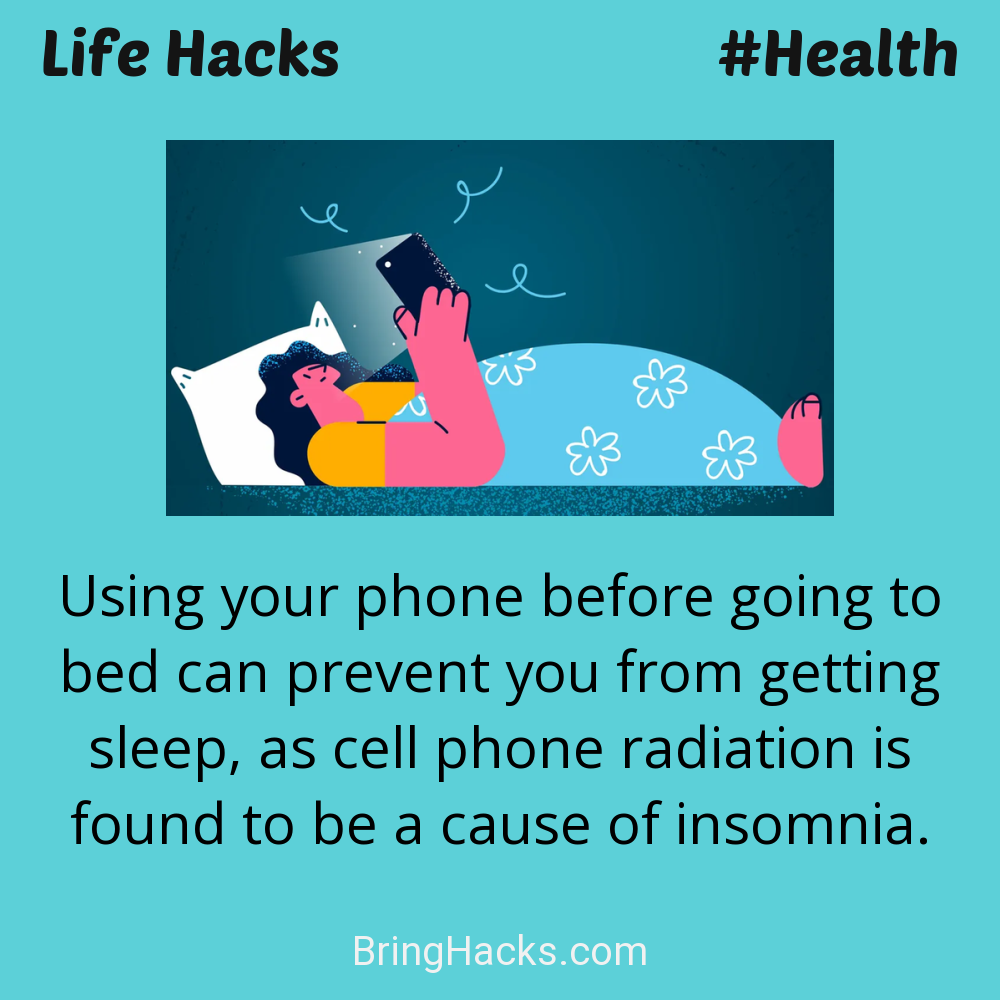 Life Hacks
#Health
Using your phone before going to
bed can prevent you from getting
sleep, as cell phone radiation is
found to be a cause of insomnia.
BringHacks.com